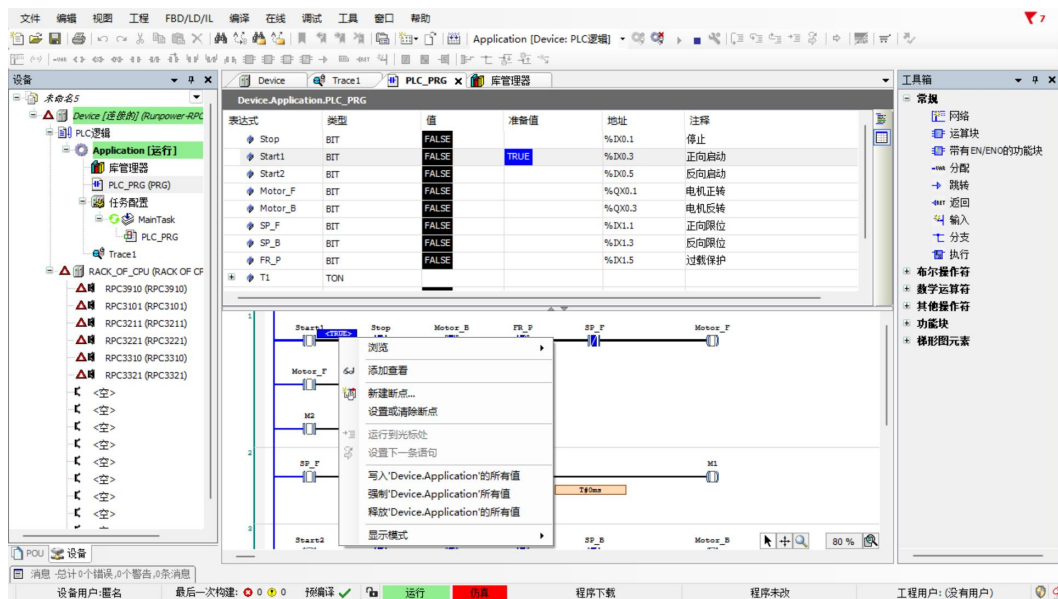 文件 编辑 视图 工程 FBD/LD/IL 编译 在线 调试 工具 窗口 帮助
7
Application [Device: PLC逻辑]
设备
未命名5
Device [连接的] (Runpower-RPC
PLC逻辑
Application [运行]
库管理器
PLC_PRG (PRG)
任务配置
MainTask
PLC_PRG
Trace1
RACK_OF_CPU (RACK OF CP
RPC3910 (RPC3910)
RPC3101 (RPC3101)
RPC3211 (RPC3211)
RPC3221 (RPC3221)
RPC3310 (RPC3310)
RPC3321 (RPC3321)
<空>
<空>
<空>
<空>
<空>
<空>
<空>
<空>
POU 设备
Device Trace1 PLC_PRG 库管理器
Device.Application.PLC_PRG
表达式 类型 值 准备值 地址 注释
Stop BIT FALSE %IX0.1 停止
Start1 BIT FALSE TRUE %IX0.3 正向启动
Start2 BIT FALSE %IX0.5 反向启动
Motor_F BIT FALSE %QX0.1 电机正转
Motor_B BIT FALSE %QX0.3 电机反转
SP_F BIT FALSE %IX1.1 正向限位
SP_B BIT FALSE %IX1.3 反向限位
FR_P BIT FALSE %IX1.5 过载保护
T1 TON
1
Start1 <TRUE> Stop Motor_B FR_P SP_F Motor_F
Motor_F
M2
2
SP_F M1
T#0ms
3
Start2 SP_B Motor_B
浏览
添加查看
新建断点...
设置或清除断点
运行到光标处
设置下一条语句
写入'Device.Application'的所有值
强制'Device.Application'所有值
释放'Device.Application'的所有值
显示模式
80 %
工具箱
常规
网络
运算块
带有EN/ENO的功能块
分配
跳转
返回
输入
分支
执行
布尔操作符
数学运算符
其他操作符
功能块
梯形图元素
消息 -总计0个错误,0个警告,0条消息
设备用户:匿名 最后一次构建: 0 0 预编译 运行 仿真 程序下载 程序未改 工程用户: (没有用户)